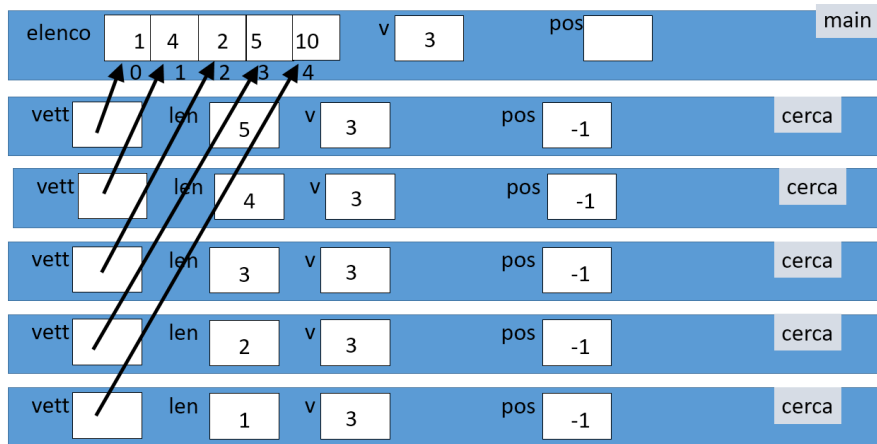 elenco 1 4 2 5 10 v 3 pos main
0 1 2 3 4
vett len 5 v 3 pos -1 cerca
vett len 4 v 3 pos -1 cerca
vett len 3 v 3 pos -1 cerca
vett len 2 v 3 pos -1 cerca
vett len 1 v 3 pos -1 cerca